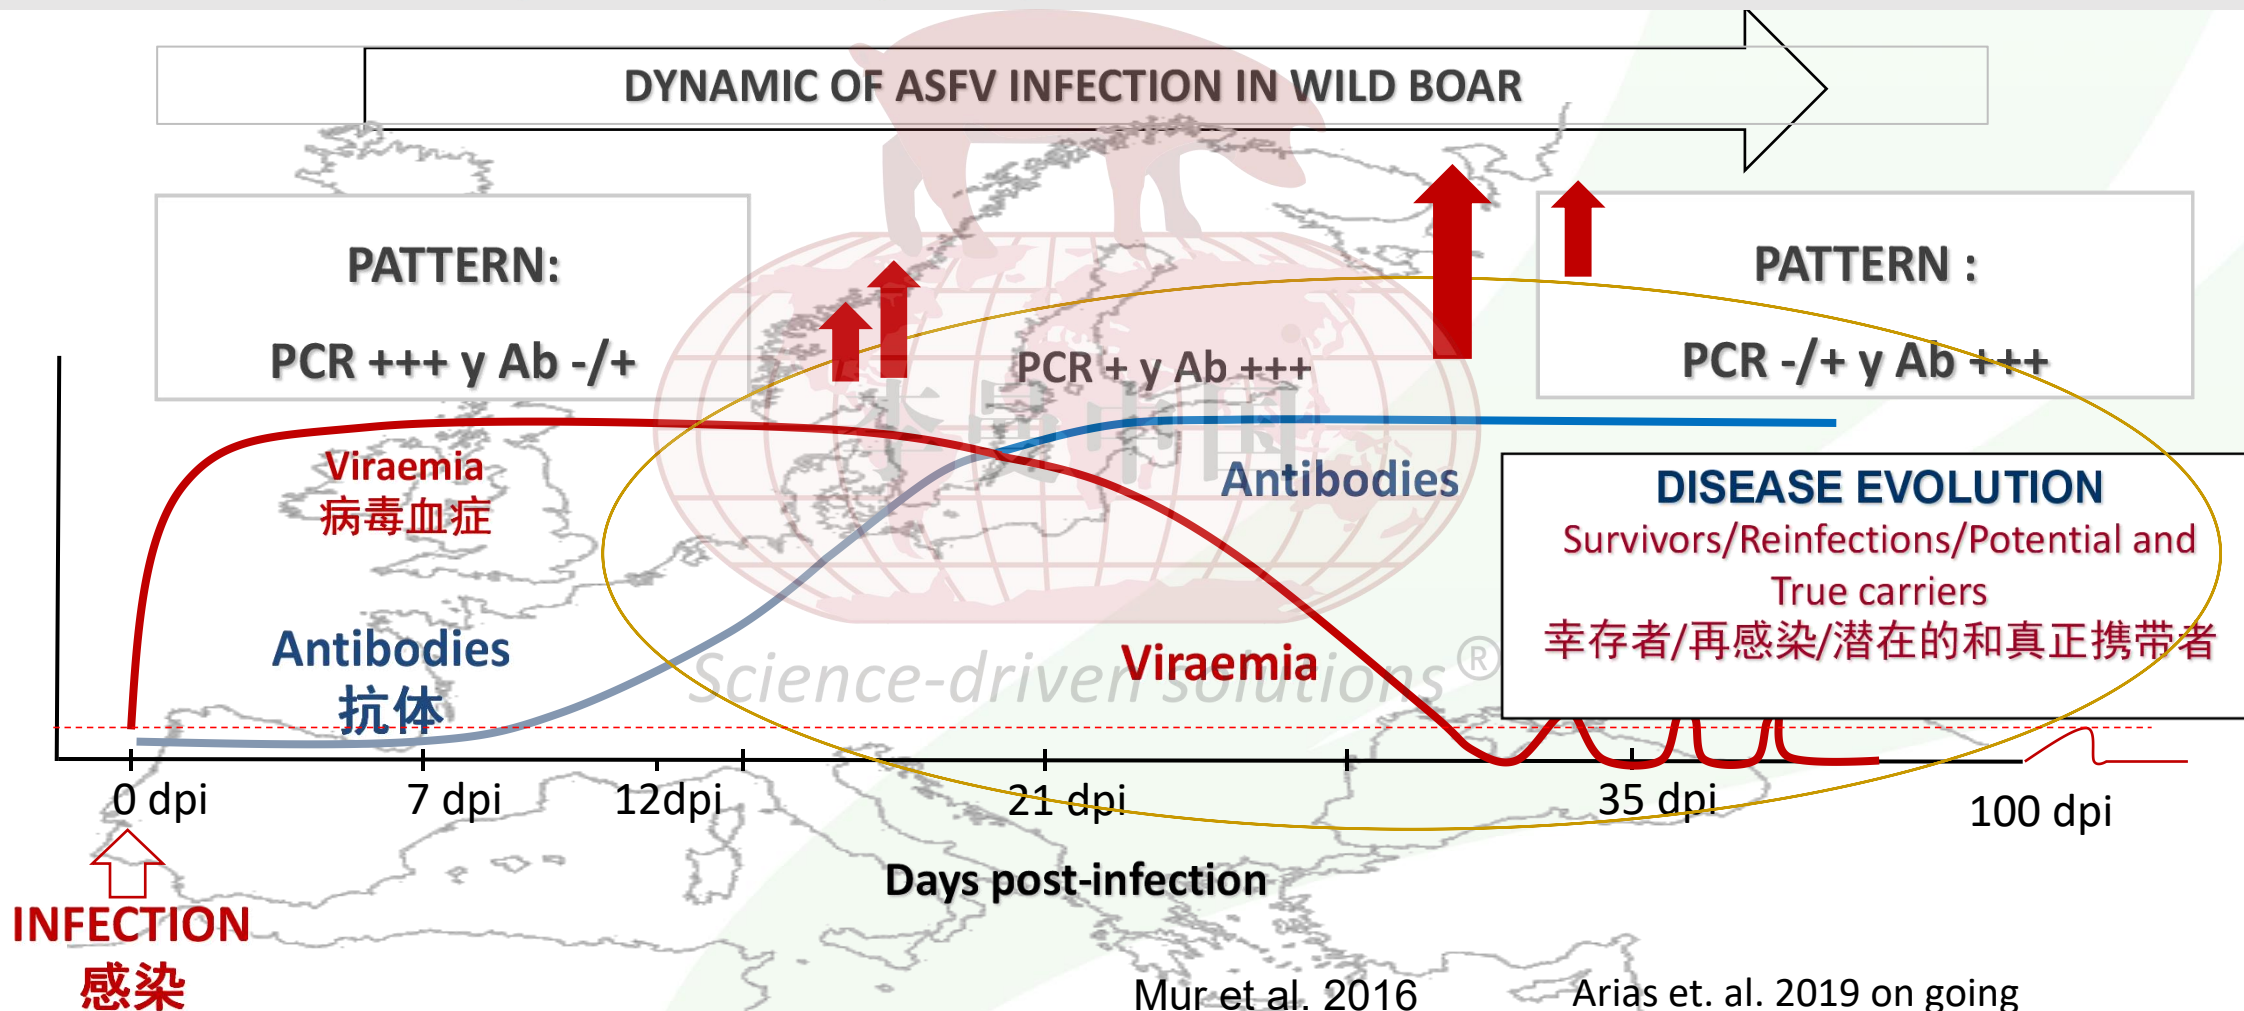 DYNAMIC OF ASFV INFECTION IN WILD BOAR
PATTERN:
PCR +++ y Ab -/+
PCR + y Ab +++
PATTERN :
PCR -/+ y Ab +++
Viraemia
病毒血症
Antibodies
抗体
Antibodies
Viraemia
DISEASE EVOLUTION
Survivors/Reinfections/Potential and
True carriers
幸存者/再感染/潜在的和真正携带者
Science-driven solutions®
0 dpi
7 dpi
12dpi
21 dpi
35 dpi
100 dpi
Days post-infection
INFECTION
感染
Mur et al. 2016
Arias et. al. 2019 on going